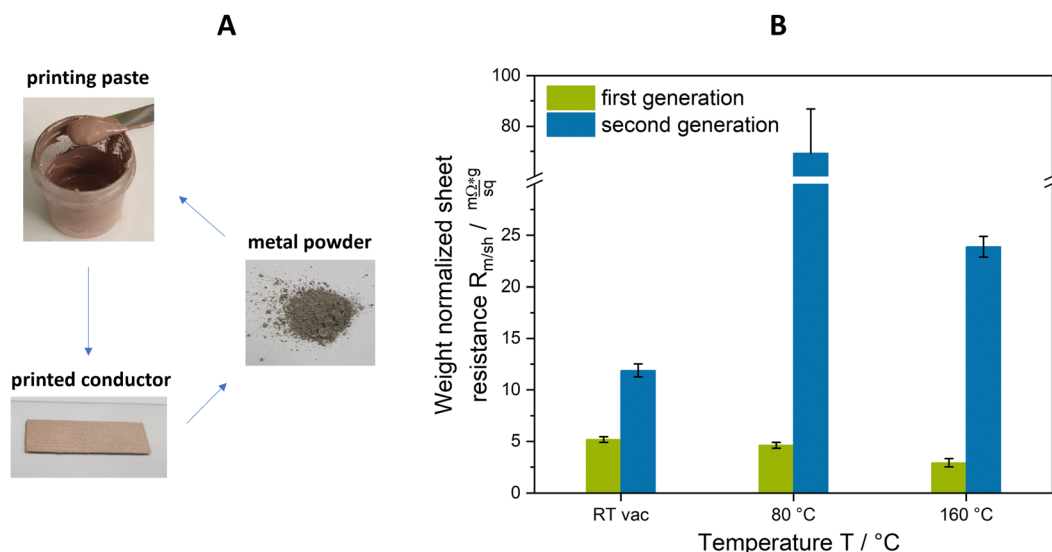 A
printing paste
metal powder
printed conductor
B
Weight normalized sheet
resistance R_m/sh / mΩ*g/sq
100
80
25
20
15
10
5
0
first generation
second generation
RT vac
80 °C
160 °C
Temperature T / °C